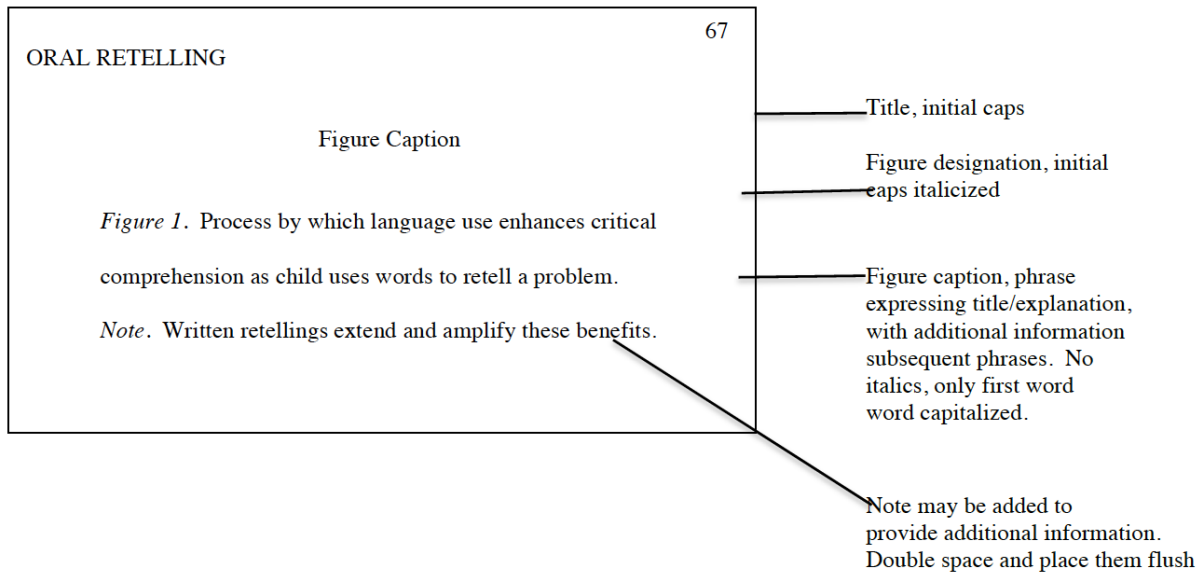 67
ORAL RETELLING
Figure Caption
Figure 1. Process by which language use enhances critical
comprehension as child uses words to retell a problem.
Note. Written retellings extend and amplify these benefits.
Title, initial caps
Figure designation, initial
caps italicized
Figure caption, phrase
expressing title/explanation,
with additional information
subsequent phrases. No
italics, only first word
word capitalized.
Note may be added to
provide additional information.
Double space and place them flush